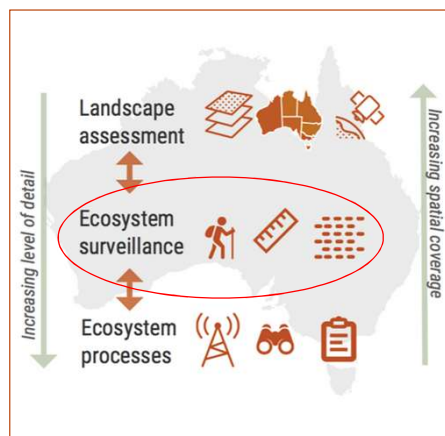 Landscape
assessment
Ecosystem
surveillance
Ecosystem
processes
Increasing level of detail
Increasing spatial coverage